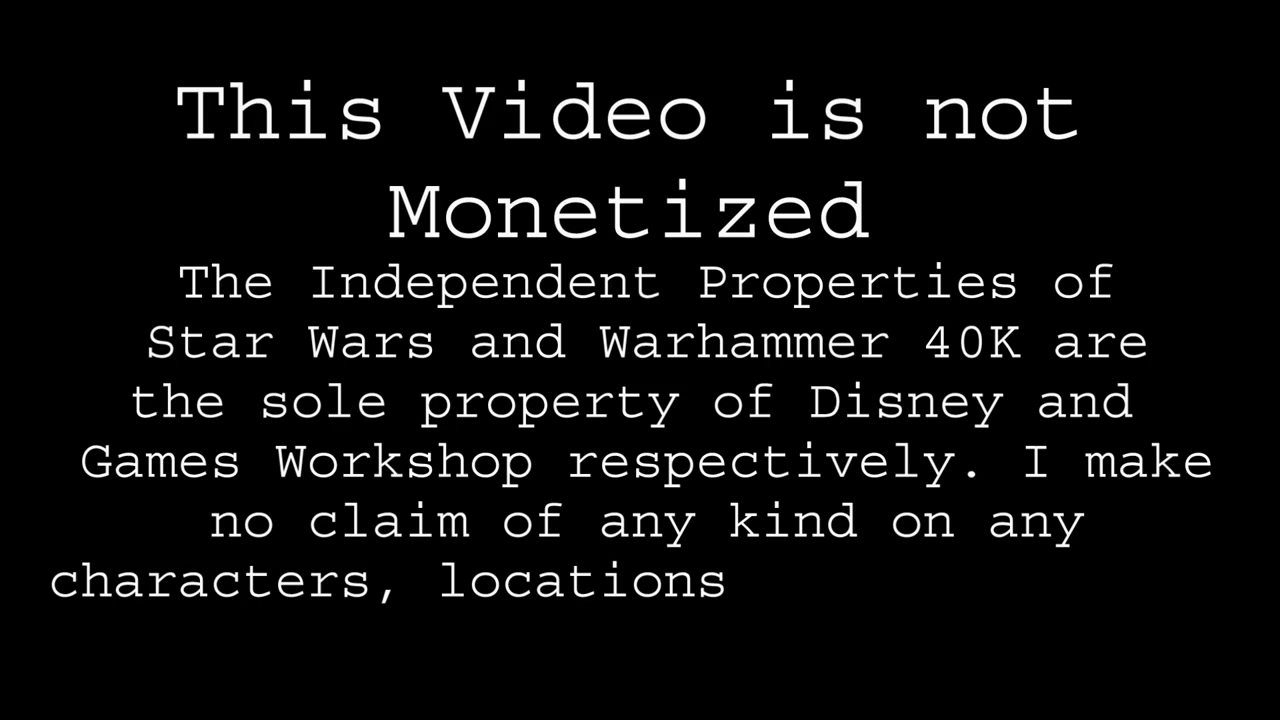 This Video is not
Monetized
The Independent Properties of
Star Wars and Warhammer 40K are
the sole property of Disney and
Games Workshop respectively. I make
no claim of any kind on any
characters, locations